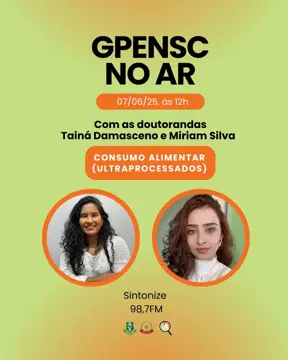 GPENSC
NO AR
07/06/25, às 12h
Com as doutorandas
Tainá Damasceno e Miriam Silva
CONSUMO ALIMENTAR
(ULTRAPROCESSADOS)
Sintonize
98,7FM